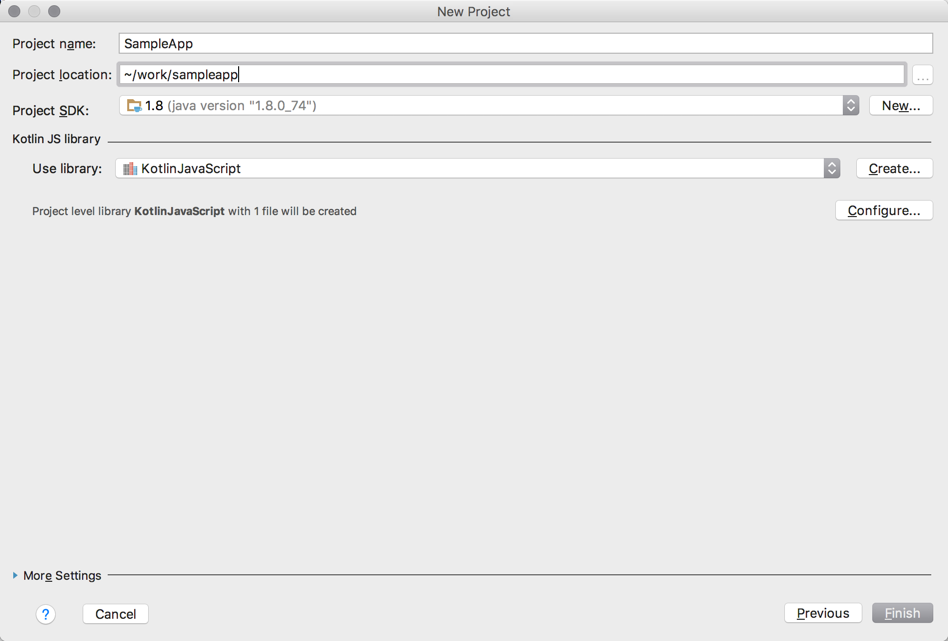 New Project
Project name: SampleApp
Project location: ~/work/sampleapp ...
Project SDK: 1.8 (java version "1.8.0_74") New...
Kotlin JS library
Use library: KotlinJavaScript Create...
Project level library KotlinJavaScript with 1 file will be created Configure...
More Settings
? Cancel Previous Finish